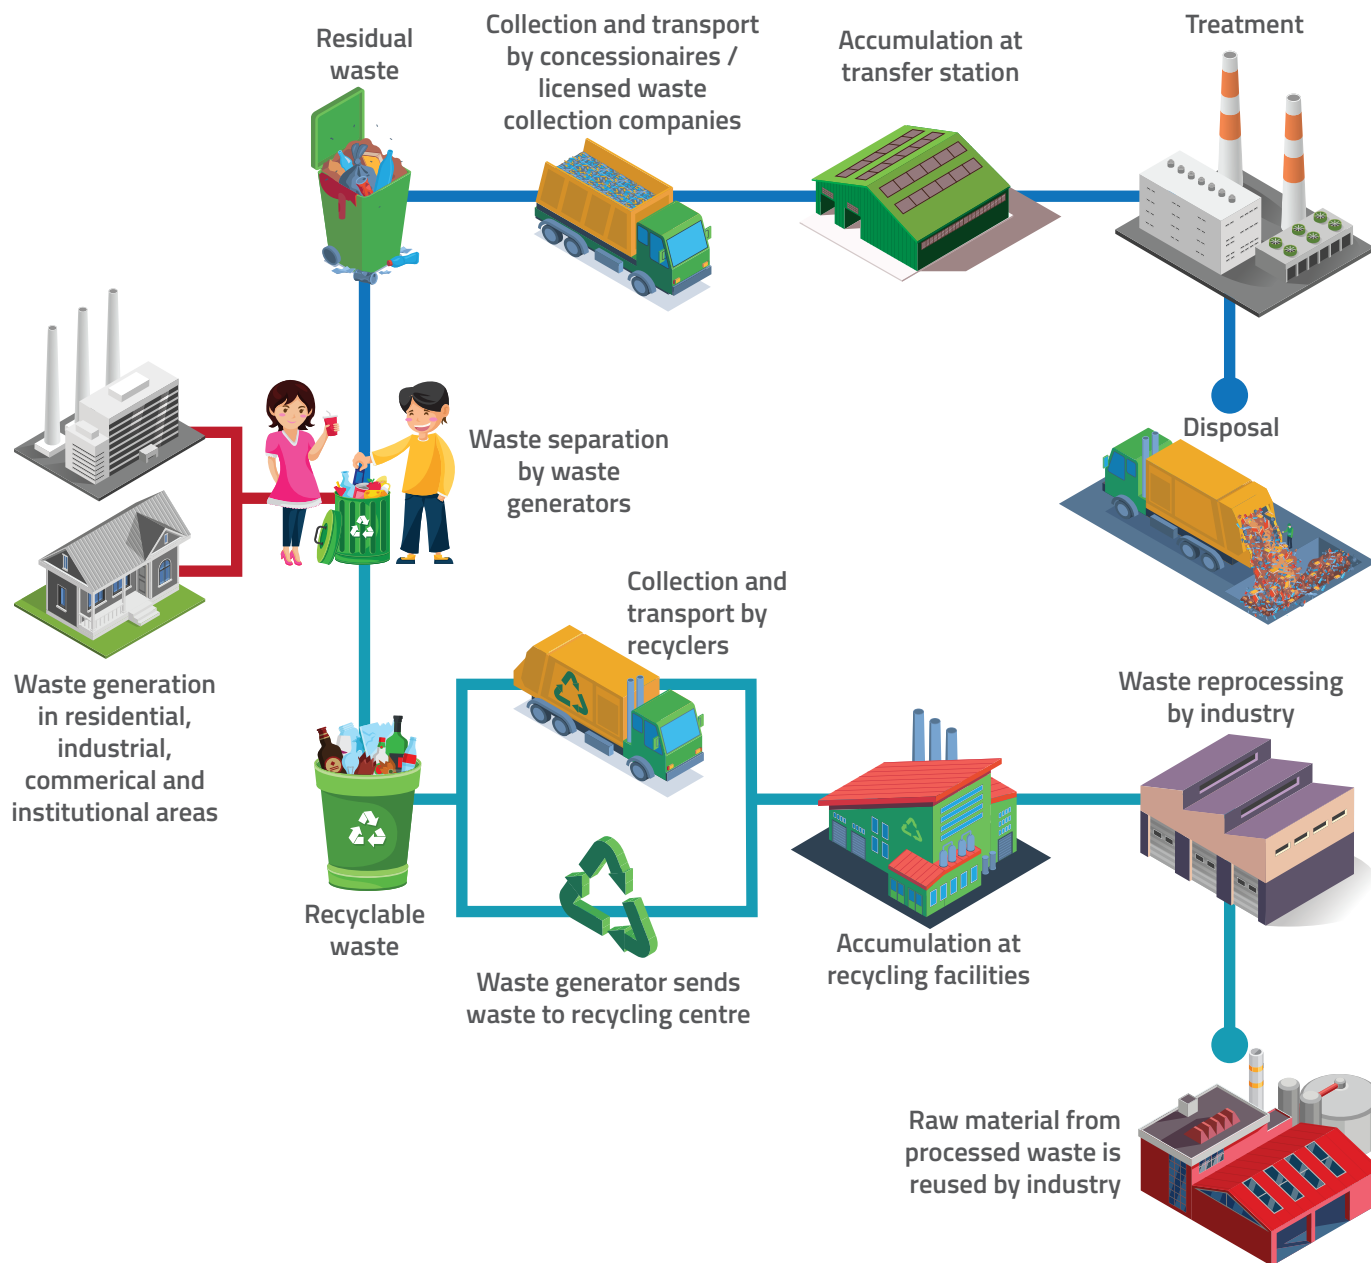 Residual
waste
Collection and transport
by concessionaires /
licensed waste
collection companies
Accumulation at
transfer station
Treatment
Disposal
Waste separation
by waste
generators
Waste generation
in residential,
industrial,
commerical and
institutional areas
Collection and
transport by
recyclers
Recyclable
waste
Waste generator sends
waste to recycling centre
Accumulation at
recycling facilities
Waste reprocessing
by industry
Raw material from
processed waste is
reused by industry